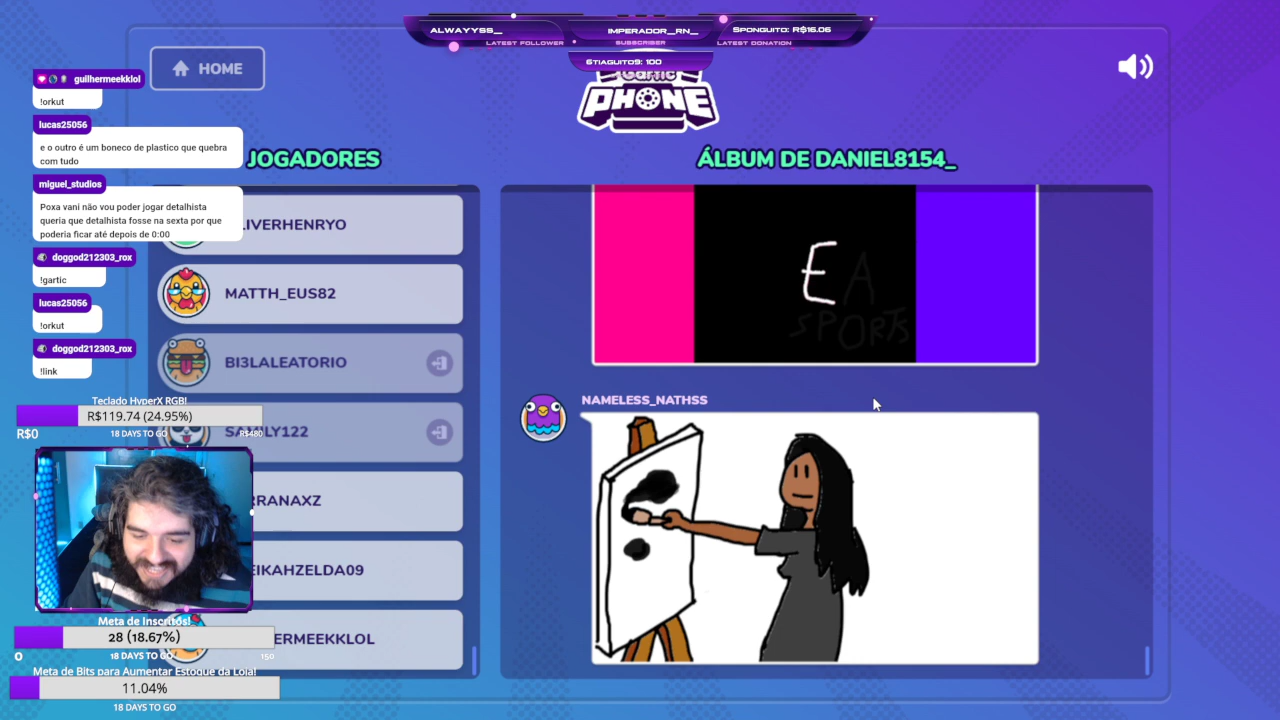 ALWAYYSS_
LATEST FOLLOWER
IMPERADOR_RN_
SUBSCRIBER
SPONGUITO: R$16.06
LATEST DONATION
6TIAGUITO9: 100
HOME
GARTIC
PHONE
guilhermeekklol
!orkut
lucas25056
e o outro é um boneco de plastico que quebra
com tudo
miguel_studios
Poxa vani não vou poder jogar detalhista
queria que detalhista fosse na sexta por que
poderia ficar até depois de 0:00
doggod212303_rox
!gartic
lucas25056
!orkut
doggod212303_rox
!link
Teclado HyperX RGB!
R$119.74 (24.95%)
R$0
18 DAYS TO GO
R$480
Meta de Inscritos!
28 (18.67%)
0
18 DAYS TO GO
150
Meta de Bits para Aumentar Estoque da Loja!
11.04%
18 DAYS TO GO
JOGADORES
LIVERHENRYO
MATTH_EUS82
BI3LALEATORIO
RRANAXZ
EIKAHZELDA09
ERMEEKKLOL
ÁLBUM DE DANIEL8154_
EA
SPORTS
NAMELESS_NATHSS